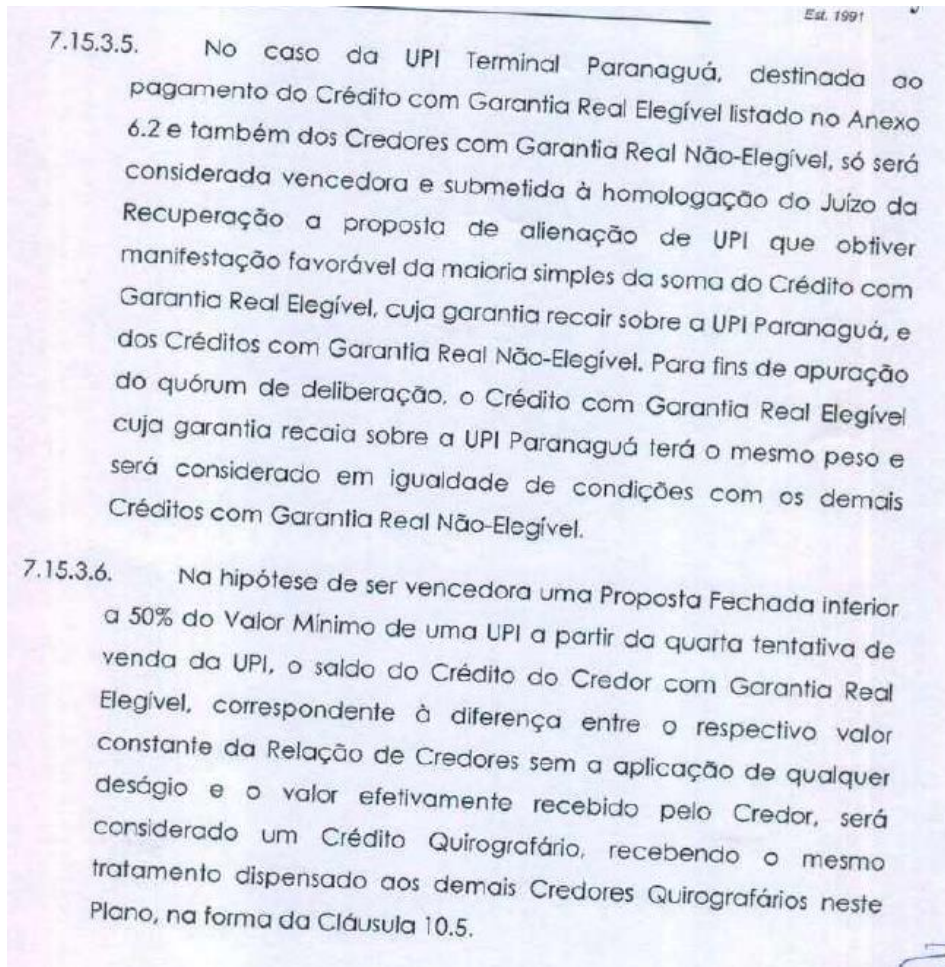 Est. 1991
7.15.3.5. No caso da UPI Terminal Paranaguá, destinada ao
pagamento do Crédito com Garantia Real Elegível listado no Anexo
6.2 e também dos Credores com Garantia Real Não-Elegível, só será
considerada vencedora e submetida à homologação do Juízo da
Recuperação a proposta de alienação de UPI que obtiver
manifestação favorável da maioria simples da soma do Crédito com
Garantia Real Elegível, cuja garantia recair sobre a UPI Paranaguá, e
dos Créditos com Garantia Real Não-Elegível. Para fins de apuração
do quórum de deliberação, o Crédito com Garantia Real Elegível
cuja garantia recaia sobre a UPI Paranaguá terá o mesmo peso e
será considerado em igualdade de condições com os demais
Créditos com Garantia Real Não-Elegível.
7.15.3.6. Na hipótese de ser vencedora uma Proposta Fechada inferior
a 50% do Valor Mínimo de uma UPI a partir da quarta tentativa de
venda da UPI, o saldo do Crédito do Credor com Garantia Real
Elegível, correspondente à diferença entre o respectivo valor
constante da Relação de Credores sem a aplicação de qualquer
deságio e o valor efetivamente recebido pelo Credor, será
considerado um Crédito Quirografário, recebendo o mesmo
tratamento dispensado aos demais Credores Quirografários neste
Plano, na forma da Cláusula 10.5.